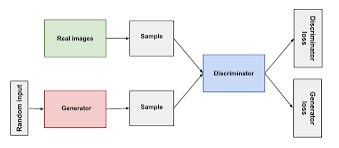 Real images
Sample
Discriminator
loss
Discriminator
Random input
Generator
Sample
Generator
loss